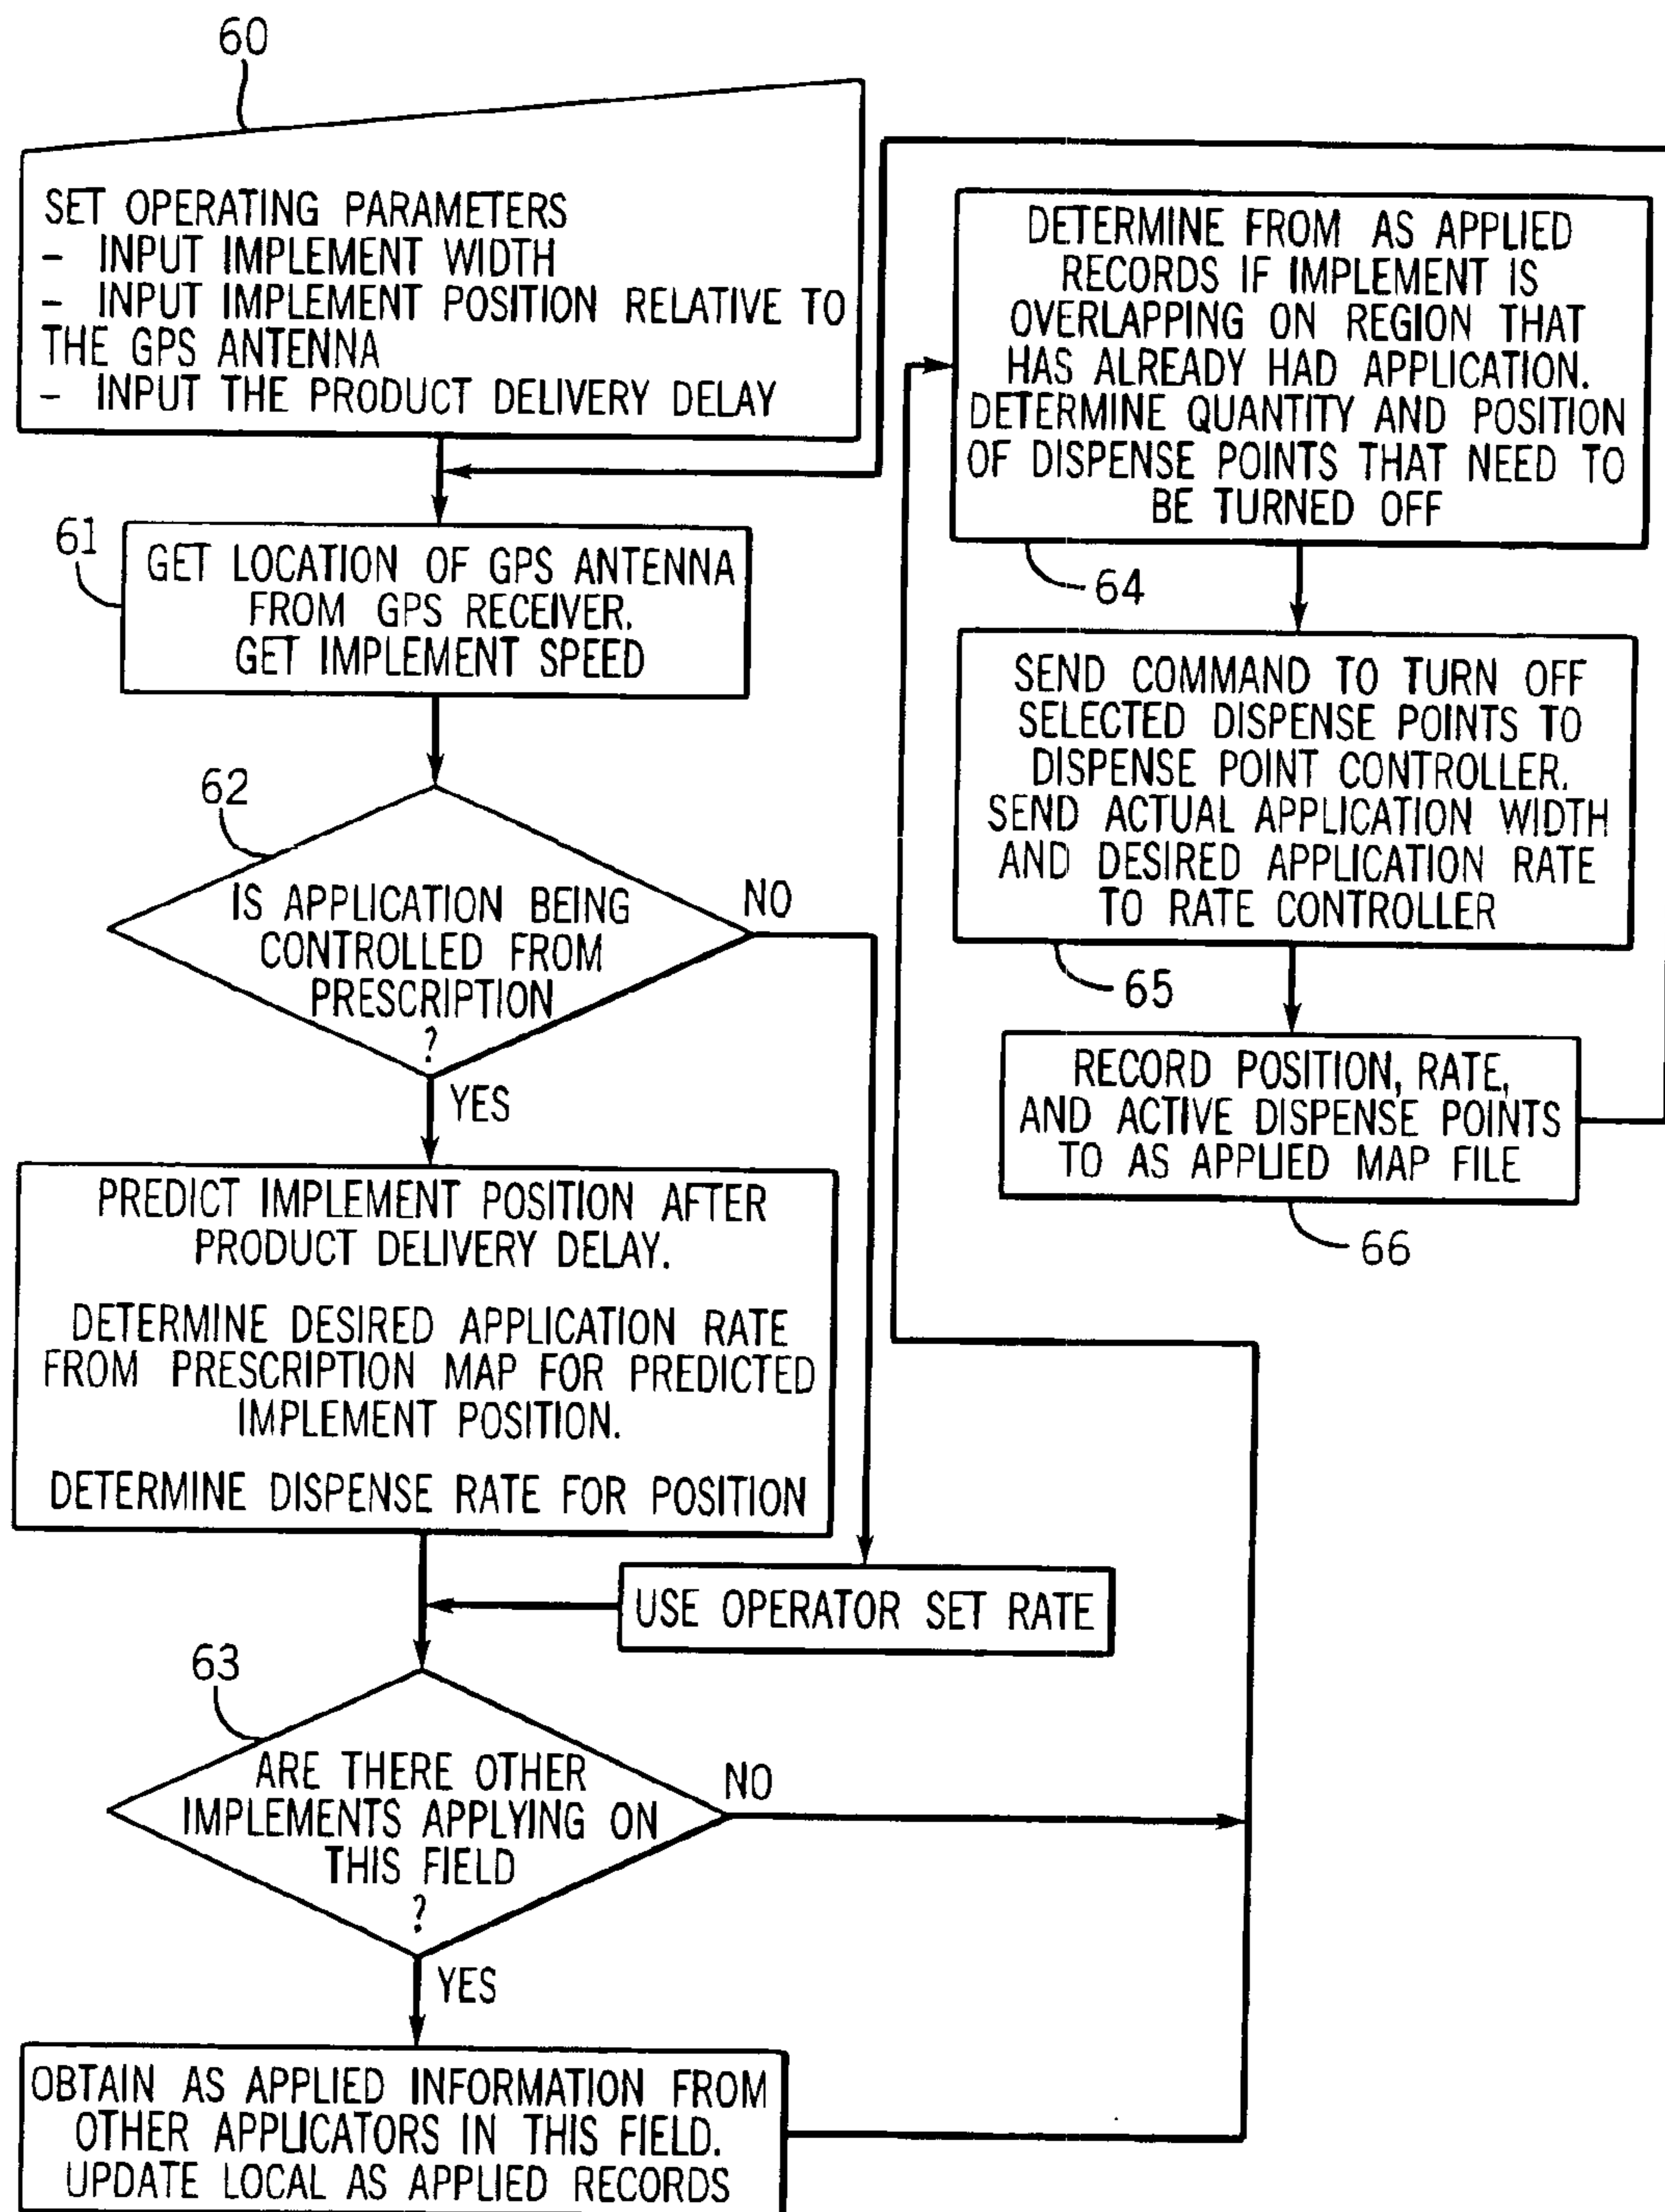 60
SET OPERATING PARAMETERS
- INPUT IMPLEMENT WIDTH
- INPUT IMPLEMENT POSITION RELATIVE TO
THE GPS ANTENNA
- INPUT THE PRODUCT DELIVERY DELAY
61
GET LOCATION OF GPS ANTENNA
FROM GPS RECEIVER.
GET IMPLEMENT SPEED
62
IS APPLICATION BEING
CONTROLLED FROM
PRESCRIPTION
?
NO
YES
PREDICT IMPLEMENT POSITION AFTER
PRODUCT DELIVERY DELAY.
DETERMINE DESIRED APPLICATION RATE
FROM PRESCRIPTION MAP FOR PREDICTED
IMPLEMENT POSITION.
DETERMINE DISPENSE RATE FOR POSITION
USE OPERATOR SET RATE
63
ARE THERE OTHER
IMPLEMENTS APPLYING ON
THIS FIELD
?
NO
YES
OBTAIN AS APPLIED INFORMATION FROM
OTHER APPLICATORS IN THIS FIELD.
UPDATE LOCAL AS APPLIED RECORDS
DETERMINE FROM AS APPLIED
RECORDS IF IMPLEMENT IS
OVERLAPPING ON REGION THAT
HAS ALREADY HAD APPLICATION.
DETERMINE QUANTITY AND POSITION
OF DISPENSE POINTS THAT NEED TO
BE TURNED OFF
64
SEND COMMAND TO TURN OFF
SELECTED DISPENSE POINTS TO
DISPENSE POINT CONTROLLER.
SEND ACTUAL APPLICATION WIDTH
AND DESIRED APPLICATION RATE
TO RATE CONTROLLER
65
RECORD POSITION, RATE,
AND ACTIVE DISPENSE POINTS
TO AS APPLIED MAP FILE
66